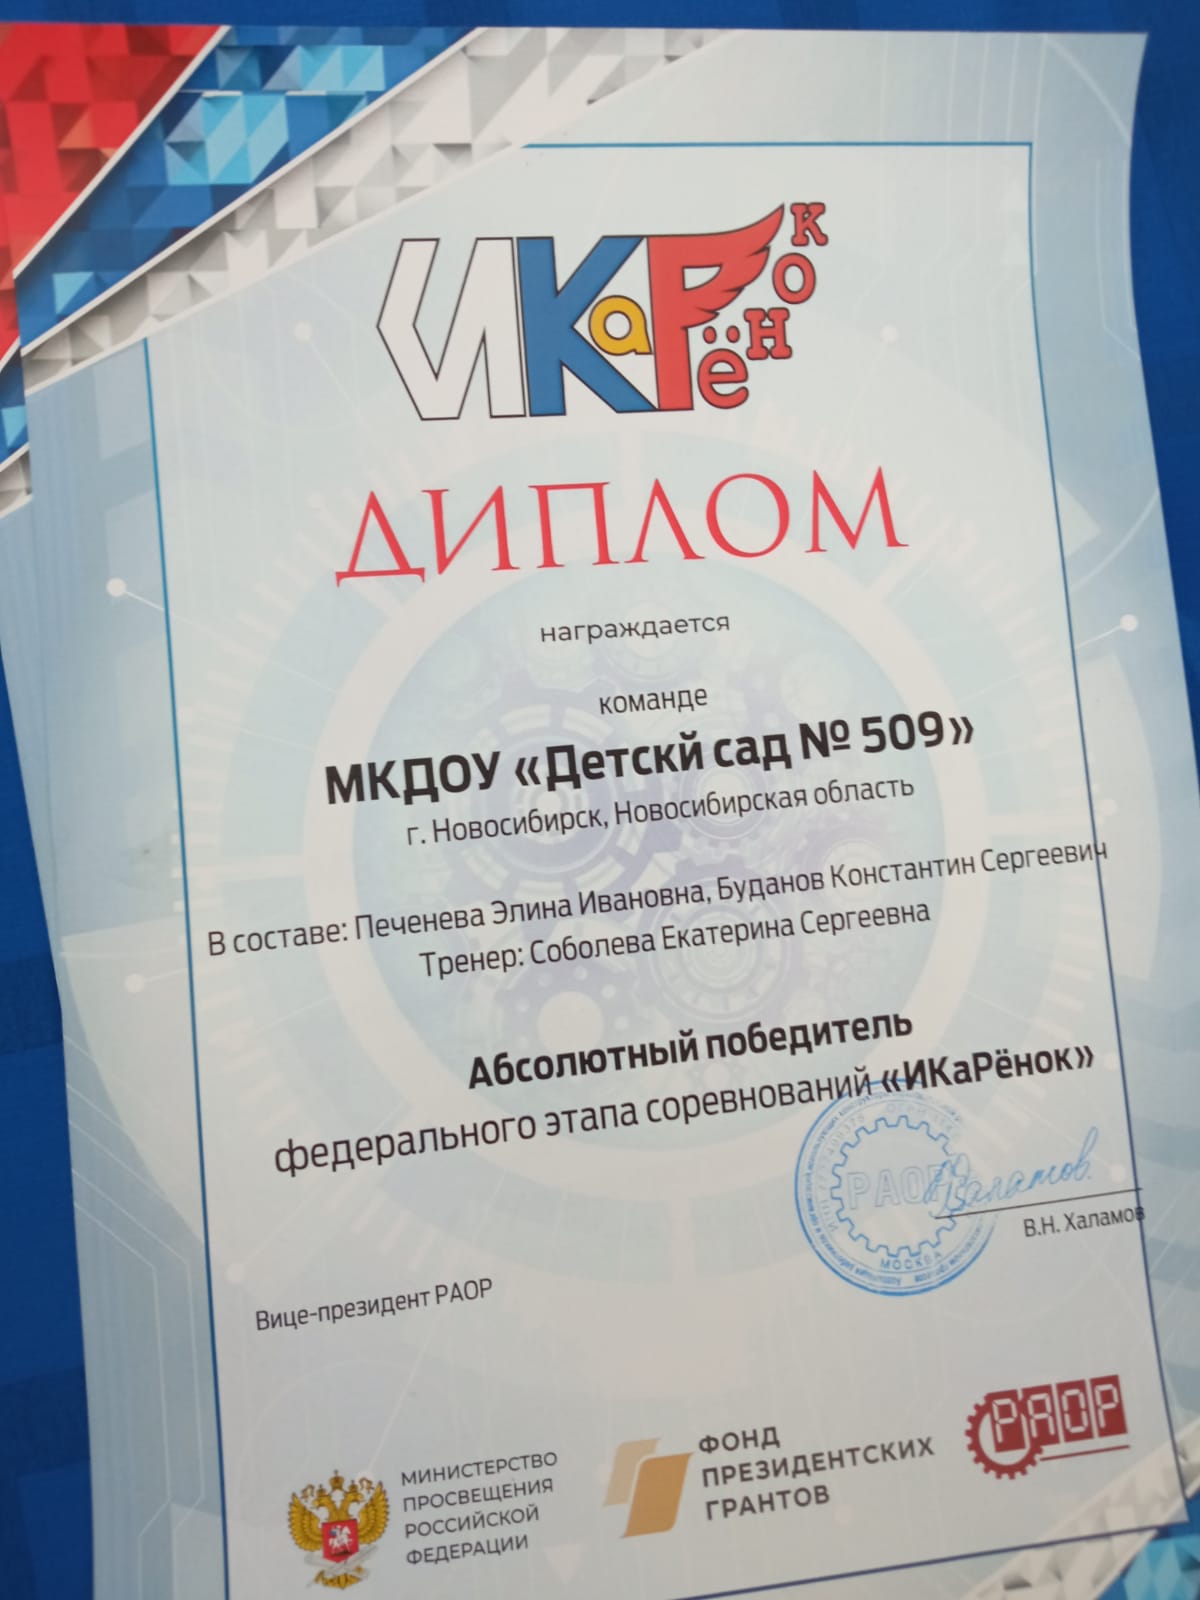 ИКаРёнок
ДИПЛОМ
награждается
команде
МКДОУ «Детскй сад № 509»
г. Новосибирск, Новосибирская область
В составе: Печенева Элина Ивановна, Буданов Константин Сергеевич
Тренер: Соболева Екатерина Сергеевна
Абсолютный победитель
федерального этапа соревнований «ИКаРёнок»
РАОР
МОСКВА
Халамов
В.Н. Халамов
Вице-президент РАОР
МИНИСТЕРСТВО
ПРОСВЕЩЕНИЯ
РОССИЙСКОЙ
ФЕДЕРАЦИИ
ФОНД
ПРЕЗИДЕНТСКИХ
ГРАНТОВ
РАОР